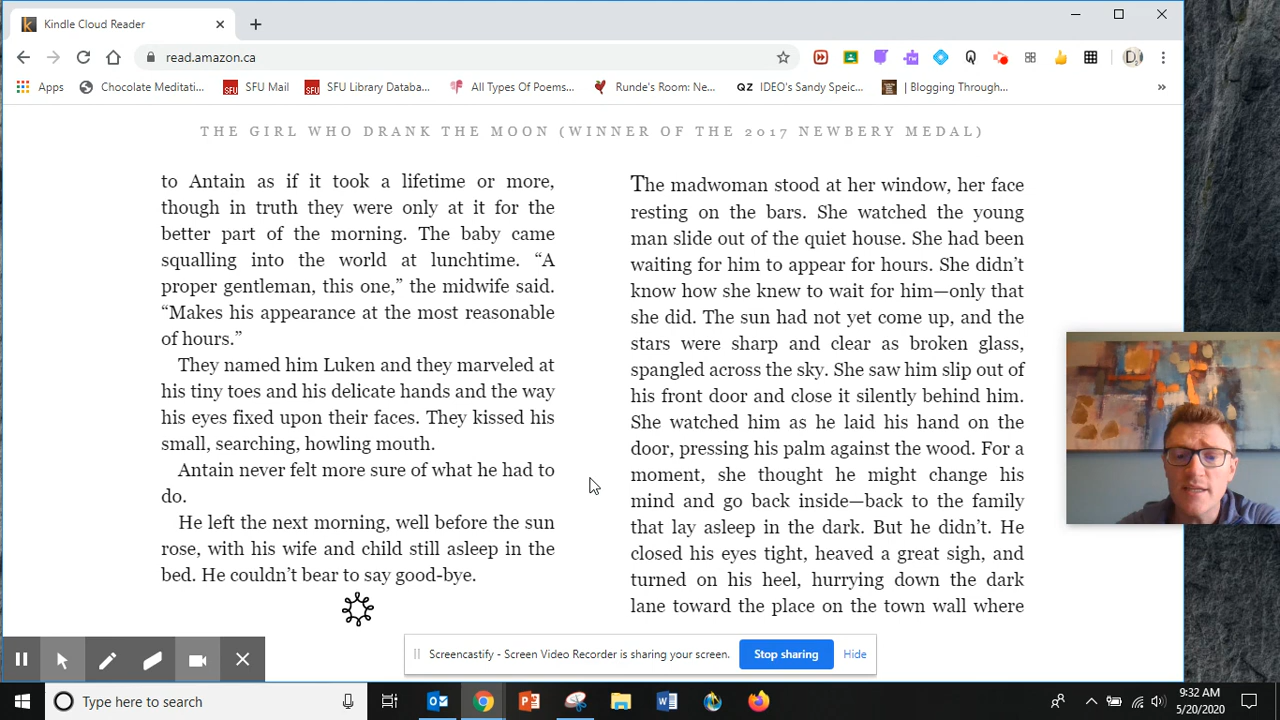 Kindle Cloud Reader
read.amazon.ca
Apps
Chocolate Meditati...
SFU Mail
SFU Library Databa...
All Types Of Poems...
Runde's Room: Ne...
QZ IDEO's Sandy Speic...
| Blogging Through...
»
THE GIRL WHO DRANK THE MOON (WINNER OF THE 2017 NEWBERY MEDAL)
to Antain as if it took a lifetime or more,
though in truth they were only at it for the
better part of the morning. The baby came
squalling into the world at lunchtime. “A
proper gentleman, this one,” the midwife said.
“Makes his appearance at the most reasonable
of hours.”
They named him Luken and they marveled at
his tiny toes and his delicate hands and the way
his eyes fixed upon their faces. They kissed his
small, searching, howling mouth.
Antain never felt more sure of what he had to
do.
He left the next morning, well before the sun
rose, with his wife and child still asleep in the
bed. He couldn’t bear to say good-bye.
The madwoman stood at her window, her face
resting on the bars. She watched the young
man slide out of the quiet house. She had been
waiting for him to appear for hours. She didn’t
know how she knew to wait for him—only that
she did. The sun had not yet come up, and the
stars were sharp and clear as broken glass,
spangled across the sky. She saw him slip out of
his front door and close it silently behind him.
She watched him as he laid his hand on the
door, pressing his palm against the wood. For a
moment, she thought he might change his
mind and go back inside—back to the family
that lay asleep in the dark. But he didn’t. He
closed his eyes tight, heaved a great sigh, and
turned on his heel, hurrying down the dark
lane toward the place on the town wall where
Screencastify - Screen Video Recorder is sharing your screen.
Stop sharing
Hide
Type here to search
9:32 AM
5/20/2020